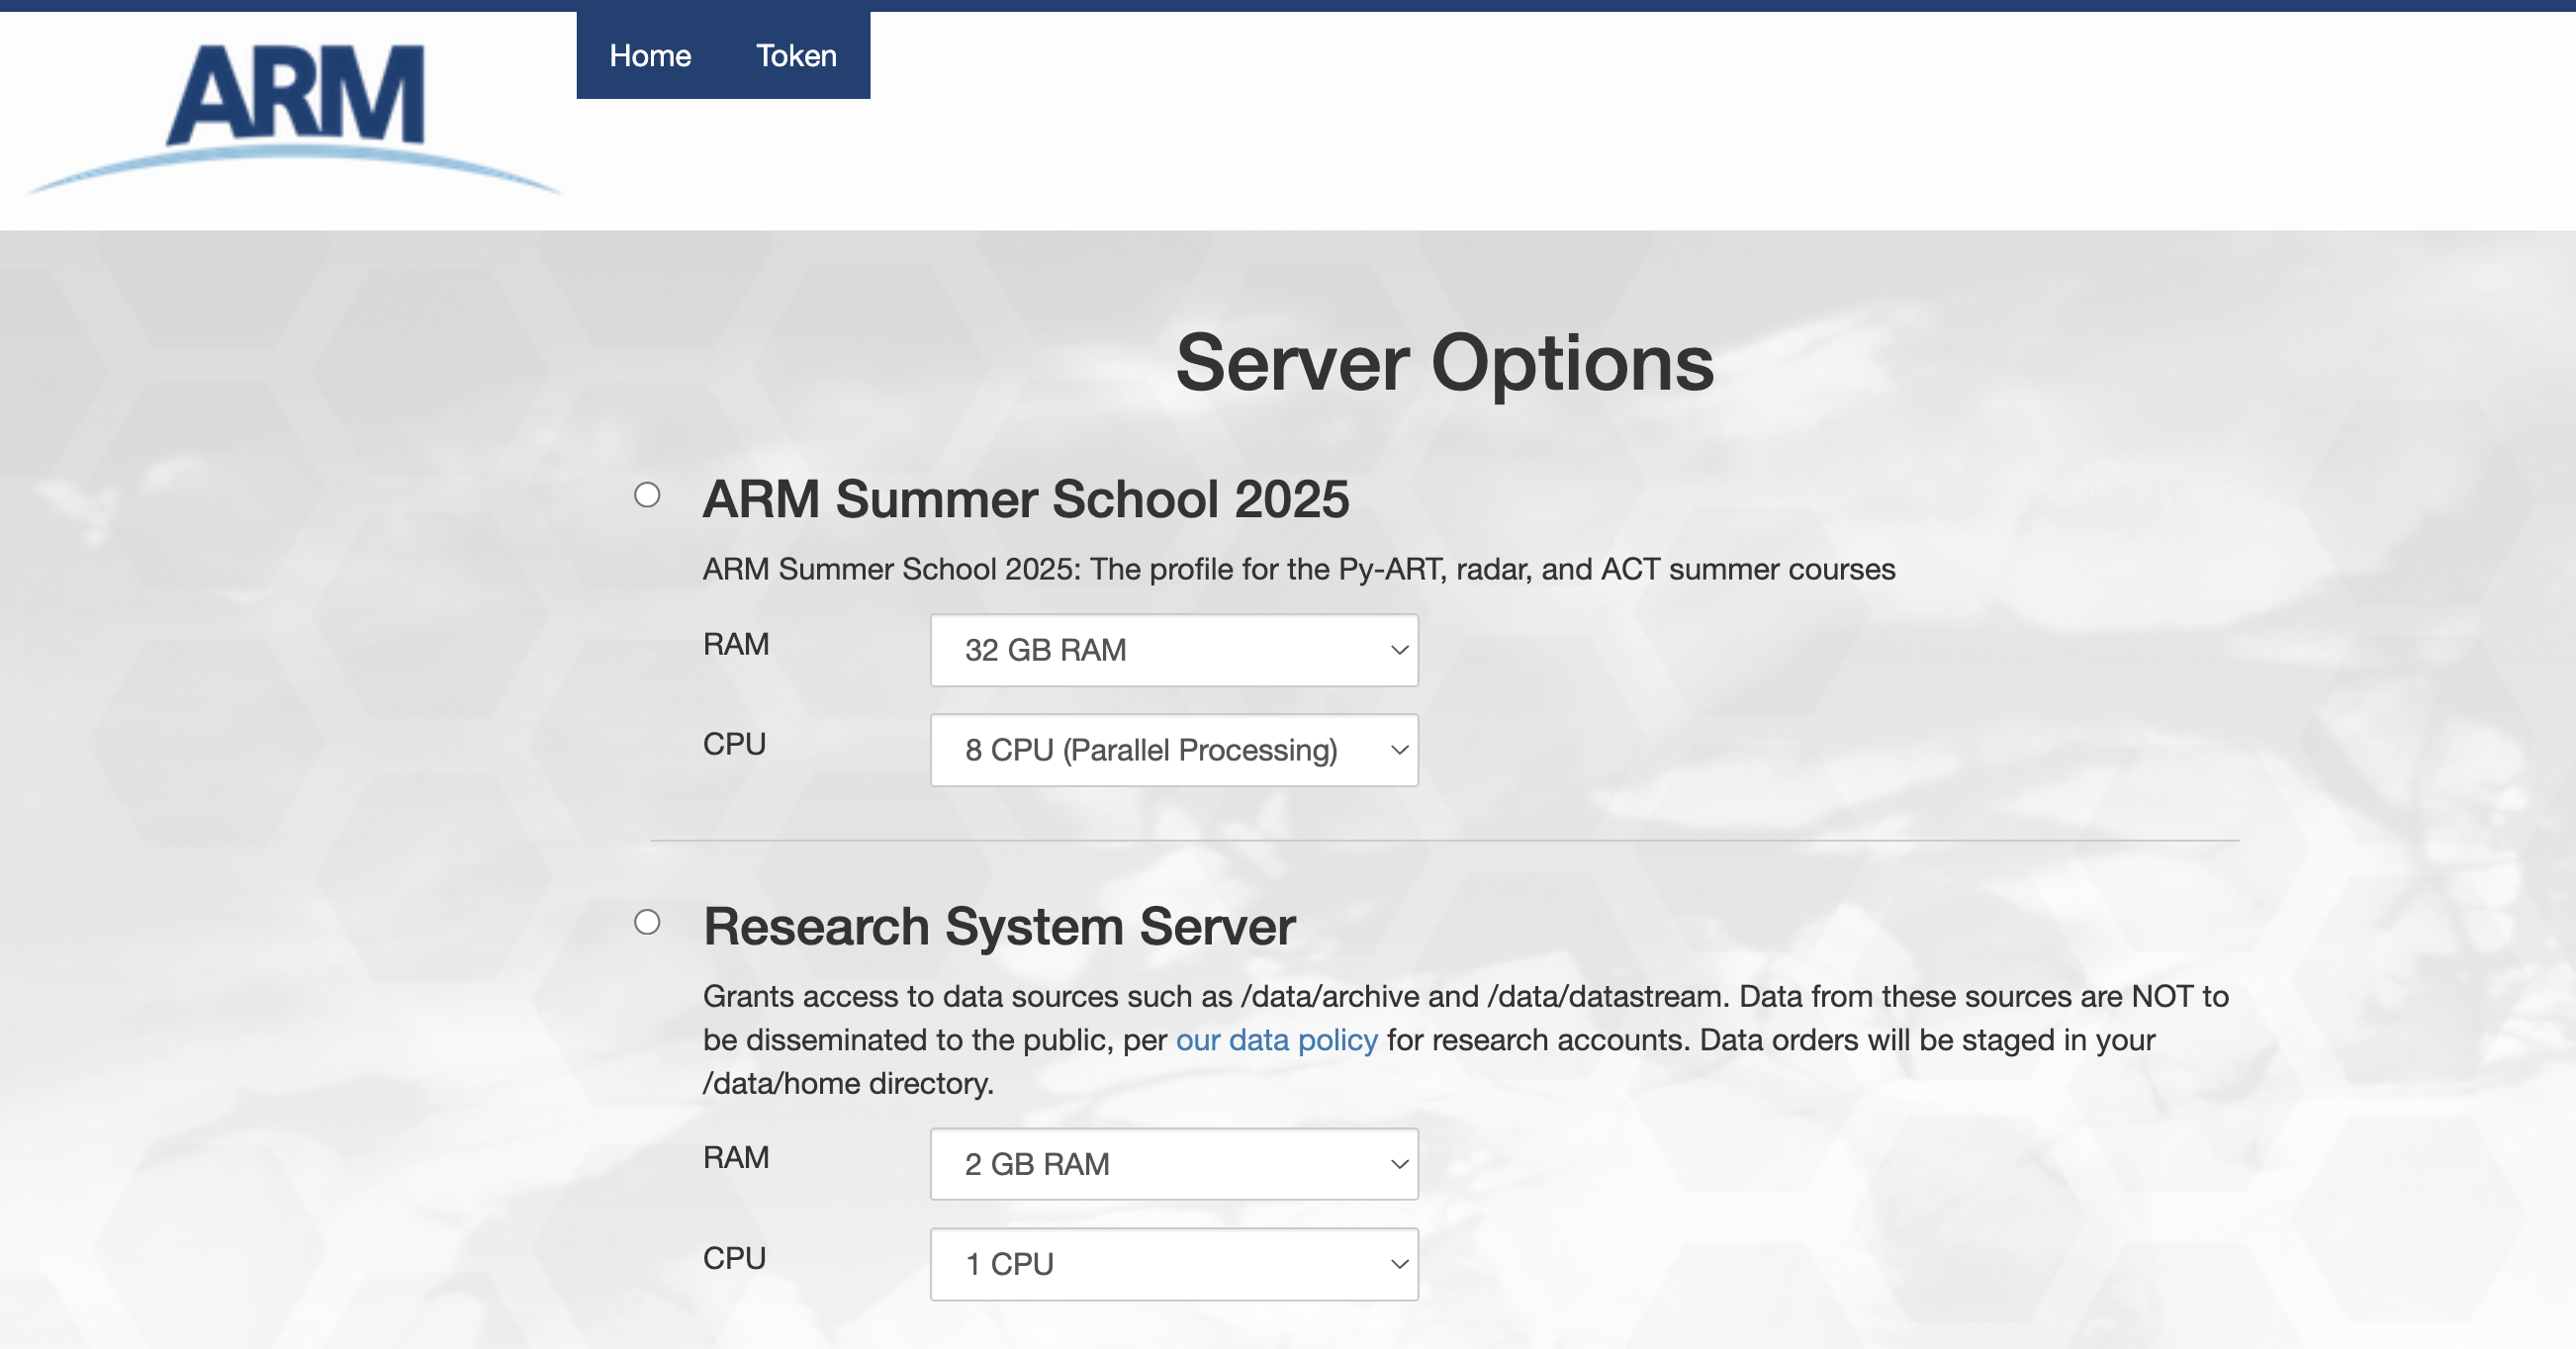 ARM
Home
Token
Server Options
ARM Summer School 2025
ARM Summer School 2025: The profile for the Py-ART, radar, and ACT summer courses
RAM
32 GB RAM
CPU
8 CPU (Parallel Processing)
Research System Server
Grants access to data sources such as /data/archive and /data/datastream. Data from these sources are NOT to
be disseminated to the public, per our data policy for research accounts. Data orders will be staged in your
/data/home directory.
RAM
2 GB RAM
CPU
1 CPU